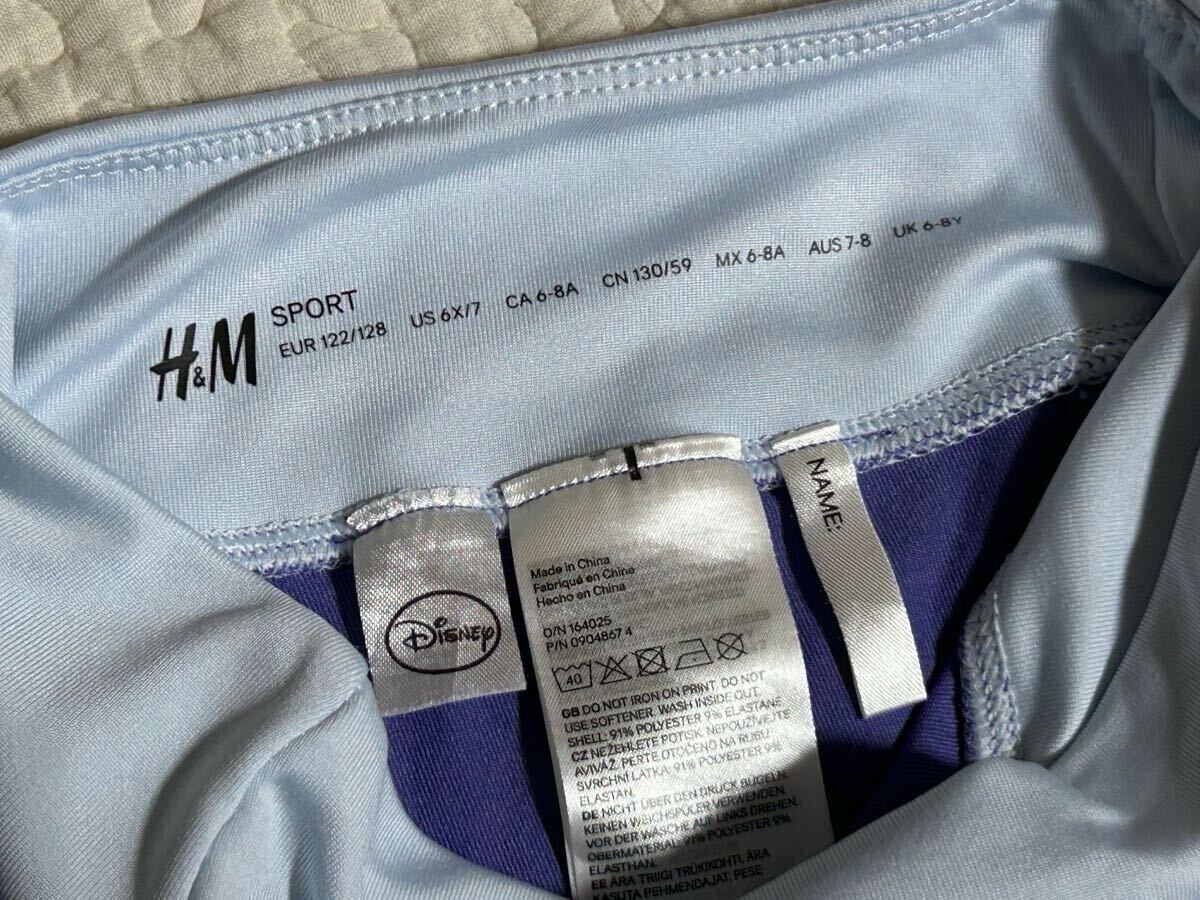 H&M SPORT
EUR 122/128 US 6X/7 CA 6-8A CN 130/59 MX 6-8A AUS 7-8 UK 6-8Y
DISNEY
Made in China
Fabriqué en Chine
Hecho en China
O/N 164025
P/N 0904867 4
40
GB DO NOT IRON ON PRINT. DO NOT
USE SOFTENER. WASH INSIDE OUT.
SHELL: 91% POLYESTER 9% ELASTANE
CZ NEŽEHLETE POTISK. NEPOUŽÍVEJTE
AVIVÁŽ. PERTE OTOČENÉ NA RUBU
SVRCHNÍ LÁTKA: 91% POLYESTER 9%
ELASTAN.
DE NICHT ÜBER DEN DRUCK BÜGELN.
KEINEN WEICHSPÜLER VERWENDEN.
VOR DER WÄSCHE AUF LINKS DREHEN.
OBERMATERIAL: 91% POLYESTER 9%
ELASTHAN.
EE ÄRA TRIIGI TRÜKIKOHTI. ÄRA
KASUTA PEHMENDAJAT. PESE
NAME: